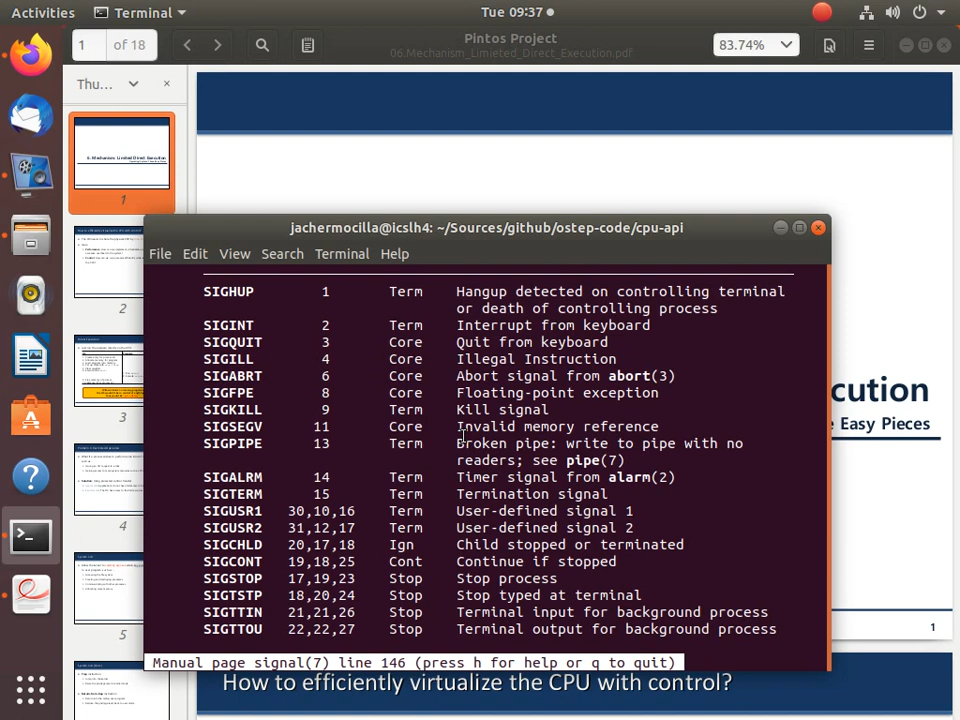 Activities
Terminal
Tue 09:37
1
of 18
Pintos Project
06.Mechanism_Limieted_Direct_Execution.pdf
83.74%
Thu...
6. Mechanism: Limited Direct Execution
1
2
3
4
5
jachermocilla@icslh4: ~/Sources/github/ostep-code/cpu-api
File Edit View Search Terminal Help
SIGHUP 1 Term Hangup detected on controlling terminal
or death of controlling process
SIGINT 2 Term Interrupt from keyboard
SIGQUIT 3 Core Quit from keyboard
SIGILL 4 Core Illegal Instruction
SIGABRT 6 Core Abort signal from abort(3)
SIGFPE 8 Core Floating-point exception
SIGKILL 9 Term Kill signal
SIGSEGV 11 Core Invalid memory reference
SIGPIPE 13 Term Broken pipe: write to pipe with no
readers; see pipe(7)
SIGALRM 14 Term Timer signal from alarm(2)
SIGTERM 15 Term Termination signal
SIGUSR1 30,10,16 Term User-defined signal 1
SIGUSR2 31,12,17 Term User-defined signal 2
SIGCHLD 20,17,18 Ign Child stopped or terminated
SIGCONT 19,18,25 Cont Continue if stopped
SIGSTOP 17,19,23 Stop Stop process
SIGTSTP 18,20,24 Stop Stop typed at terminal
SIGTTIN 21,21,26 Stop Terminal input for background process
SIGTTOU 22,22,27 Stop Terminal output for background process
Manual page signal(7) line 146 (press h for help or q to quit)
cution
Easy Pieces
1
How to efficiently virtualize the CPU with control?